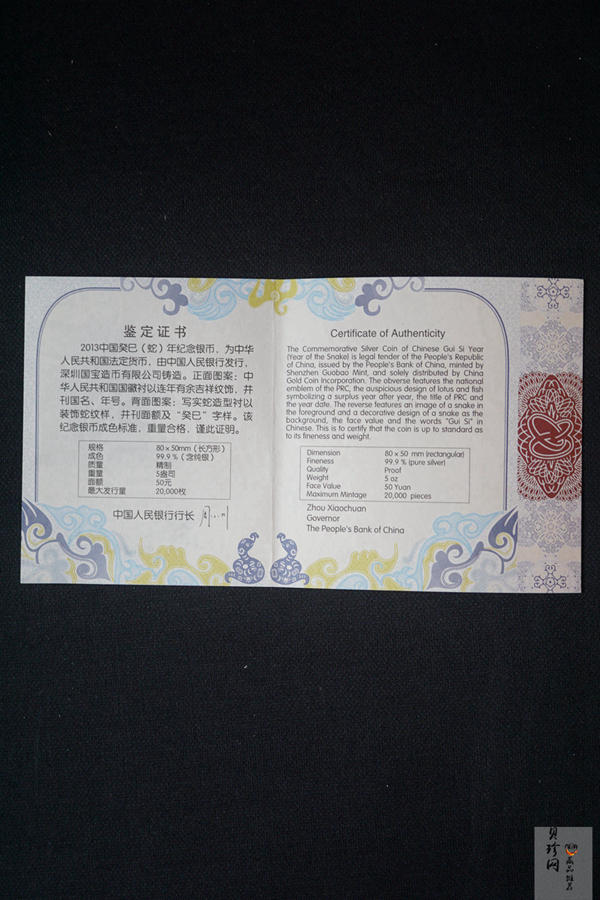 鉴定证书
2013中国癸巳（蛇）年纪念银币，为中华
人民共和国法定货币，由中国人民银行发行，
深圳国宝造币有限公司铸造。正面图案：中
华人民共和国国徽衬以连年有余吉祥纹饰，并
刊国名、年号。背面图案：写实蛇造型衬以
装饰蛇纹样，并刊面额及“癸巳”字样。该
纪念银币成色标准，重量合格，谨此证明。
规格 80×50mm（长方形）
成色 99.9％（含纯银）
质量 精制
重量 5盎司
面额 50元
最大发行量 20,000枚
中国人民银行行长
Certificate of Authenticity
The Commemorative Silver Coin of Chinese Gui Si Year
(Year of the Snake) is legal tender of the People's Republic
of China, issued by the People's Bank of China, minted by
Shenzhen Guobao Mint, and solely distributed by China
Gold Coin Incorporation. The obverse features the national
emblem of the PRC, the auspicious design of lotus and fish
symbolizing a surplus year after year, the title of PRC and
the year date. The reverse features an image of a snake in
the foreground and a decorative design of a snake as the
background, the face value and the words "Gui Si" in
Chinese. This is to certify that the coin is up to standard as
to its fineness and weight.
Dimension 80 × 50 mm (rectangular)
Fineness 99.9 % (pure silver)
Quality Proof
Weight 5 oz
Face Value 50 Yuan
Maximum Mintage 20,000 pieces
Zhou Xiaochuan
Governor
The People's Bank of China
贝珍网